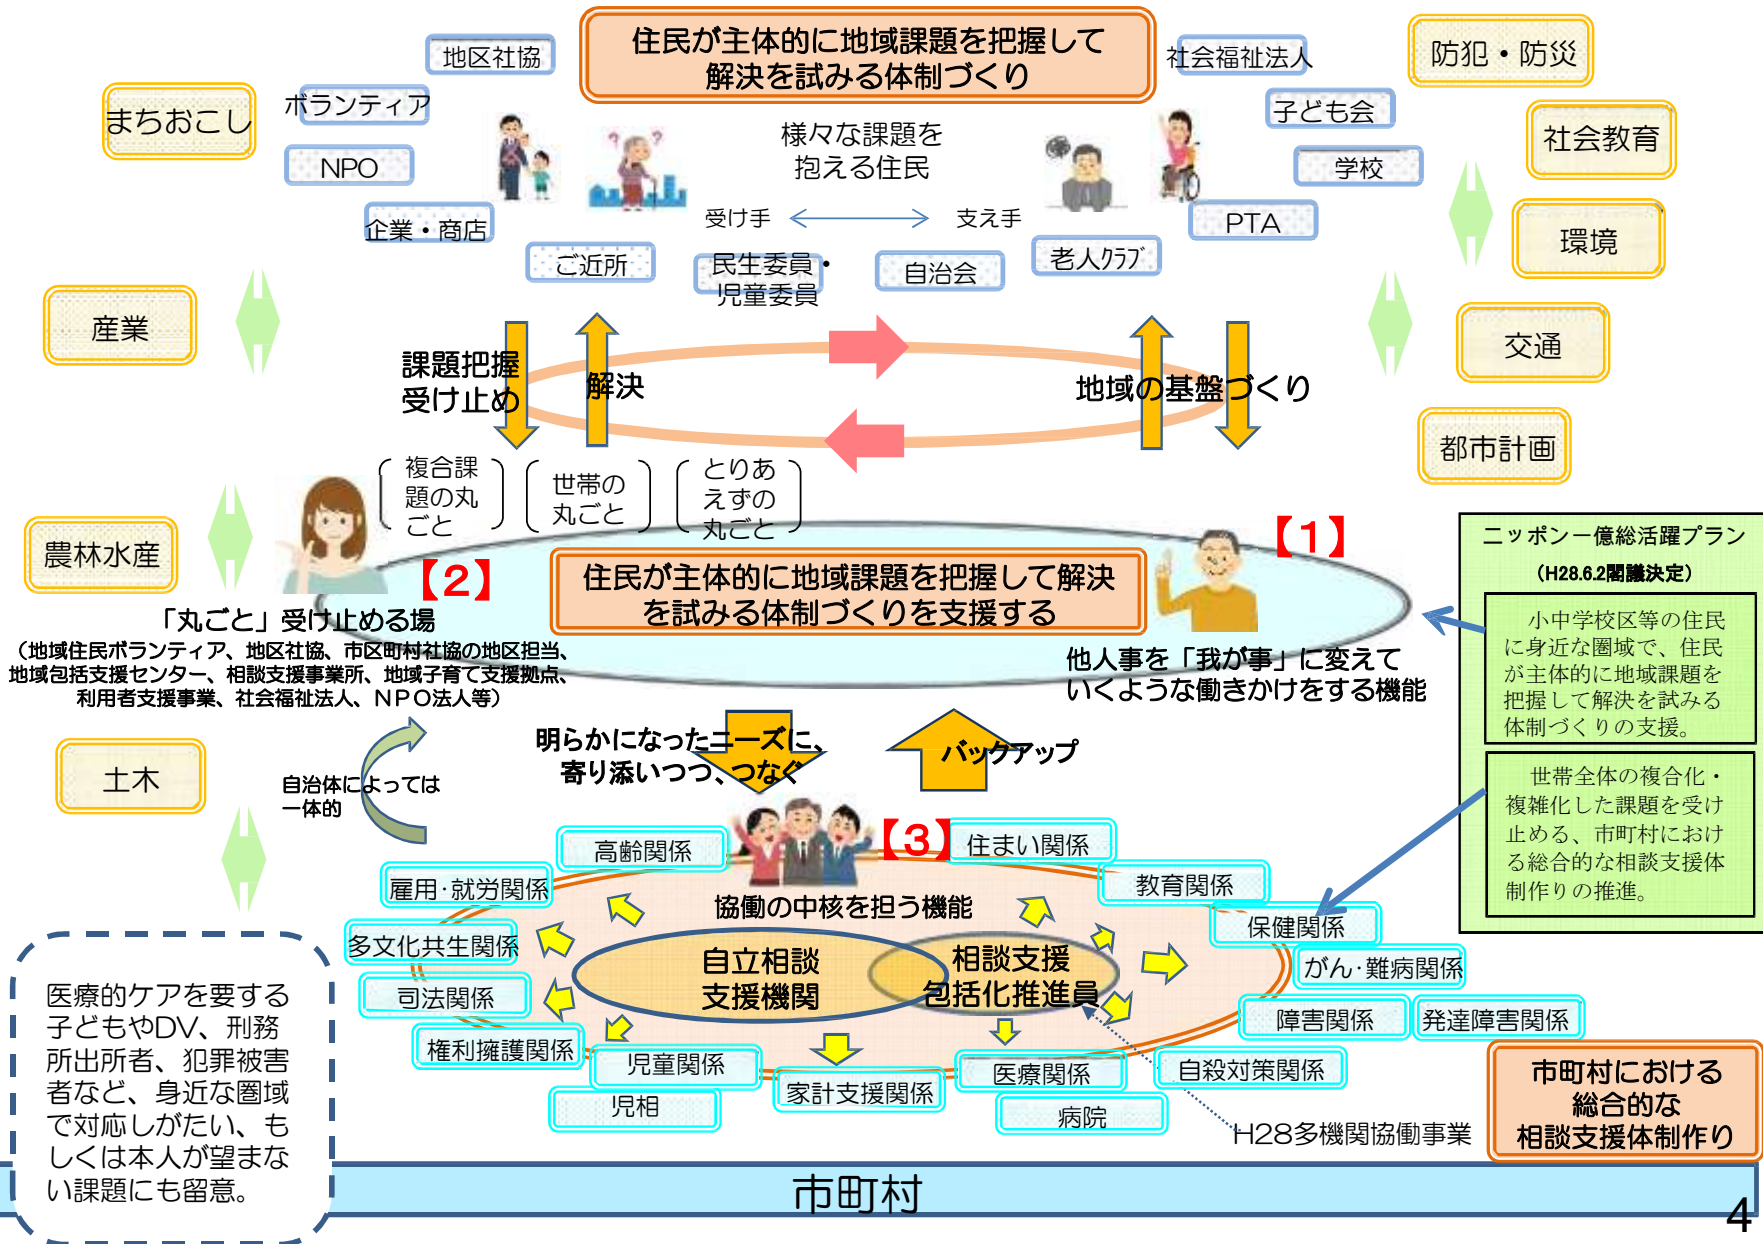 住民が主体的に地域課題を把握して
解決を試みる体制づくり
地区社協
ボランティア
NPO
企業・商店
ご近所
まちおこし
様々な課題を
抱える住民
受け手
支え手
民生委員・
児童委員
自治会
老人ｸﾗﾌﾞ
社会福祉法人
子ども会
学校
PTA
防犯・防災
社会教育
環境
交通
都市計画
産業
農林水産
土木
課題把握
受け止め
解決
地域の基盤づくり
複合課
題の丸
ごと
世帯の
丸ごと
とりあ
えずの
丸ごと
【2】
住民が主体的に地域課題を把握して解決
を試みる体制づくりを支援する
【1】
「丸ごと」受け止める場
（地域住民ボランティア、地区社協、市区町村社協の地区担当、
地域包括支援センター、相談支援事業所、地域子育て支援拠点、
利用者支援事業、社会福祉法人、NPO法人等）
他人事を「我が事」に変えて
いくような働きかけをする機能
ニッポン一億総活躍プラン
（H28.6.2閣議決定）
小中学校区等の住民
に身近な圏域で、住民
が主体的に地域課題を
把握して解決を試みる
体制づくりの支援。
世帯全体の複合化・
複雑化した課題を受け
止める、市町村におけ
る総合的な相談支援体
制作りの推進。
自治体によっては
一体的
明らかになったニーズに、
寄り添いつつ、つなぐ
バックアップ
【3】
高齢関係
住まい関係
雇用・就労関係
教育関係
協働の中核を担う機能
多文化共生関係
保健関係
自立相談
支援機関
相談支援
包括化推進員
がん・難病関係
司法関係
障害関係
発達障害関係
権利擁護関係
児童関係
児相
家計支援関係
医療関係
病院
自殺対策関係
H28多機関協働事業
医療的ケアを要する
子どもやDV、刑務
所出所者、犯罪被害
者など、身近な圏域
で対応しがたい、も
しくは本人が望まな
い課題にも留意。
市町村における
総合的な
相談支援体制作り
市町村
4